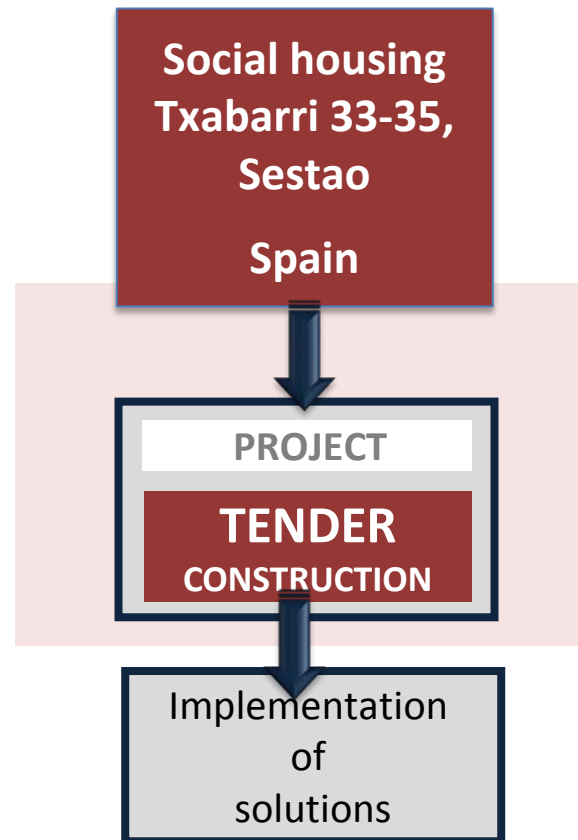 Social housing
Txabarri 33-35,
Sestao
Spain
PROJECT
TENDER
CONSTRUCTION
Implementation
of
solutions